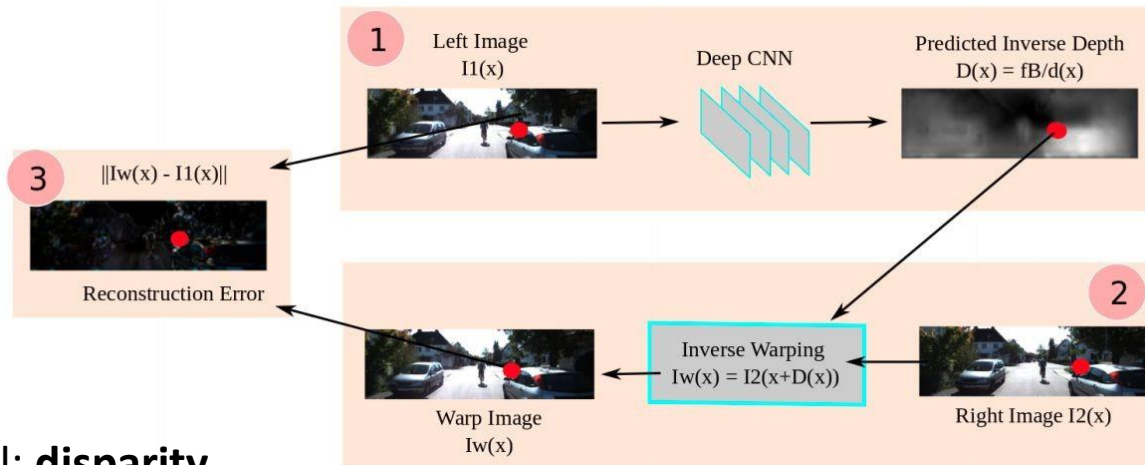 1
Left Image
I1(x)
Deep CNN
Predicted Inverse Depth
D(x) = fB/d(x)
3
||Iw(x) - I1(x)||
Reconstruction Error
2
Inverse Warping
Iw(x) = I2(x+D(x))
Warp Image
Iw(x)
Right Image I2(x)
: disparity